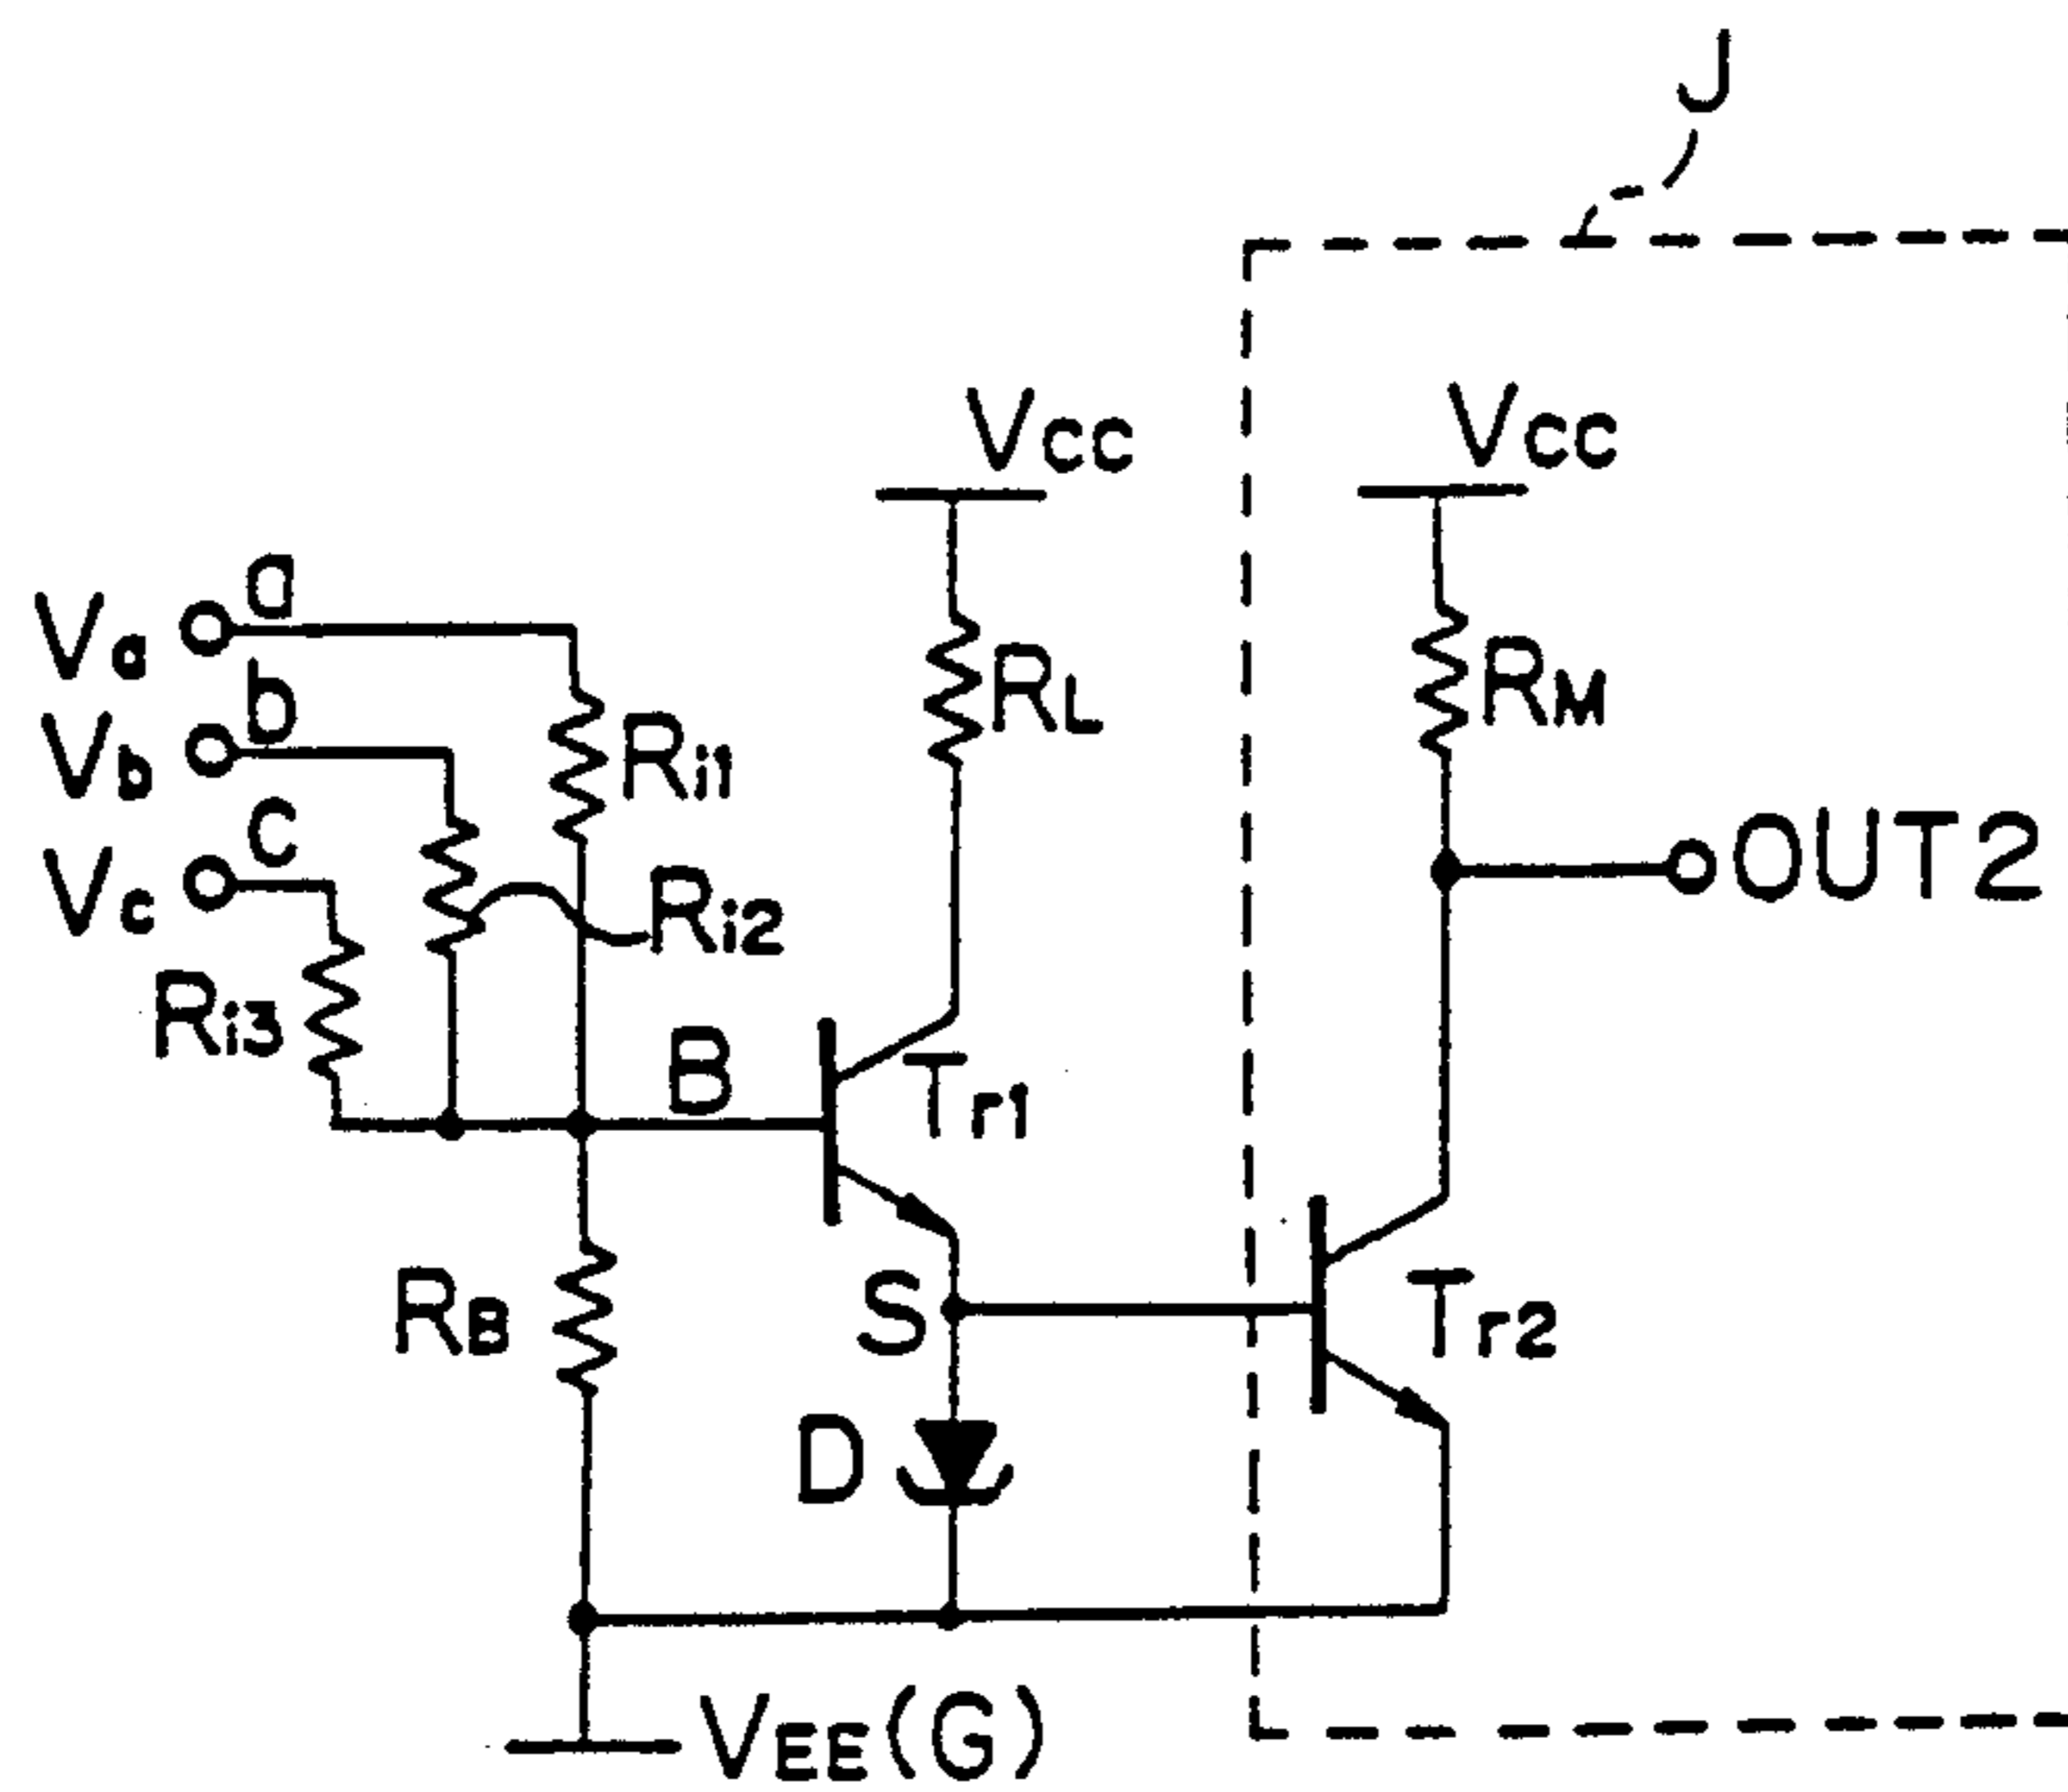 J
Vcc
Vcc
a
Va
b
Vb
c
Vc
Ri1
RL
RM
Ri2
OUT2
Ri3
B
Tr1
RB
S
Tr2
D
VEE(G)